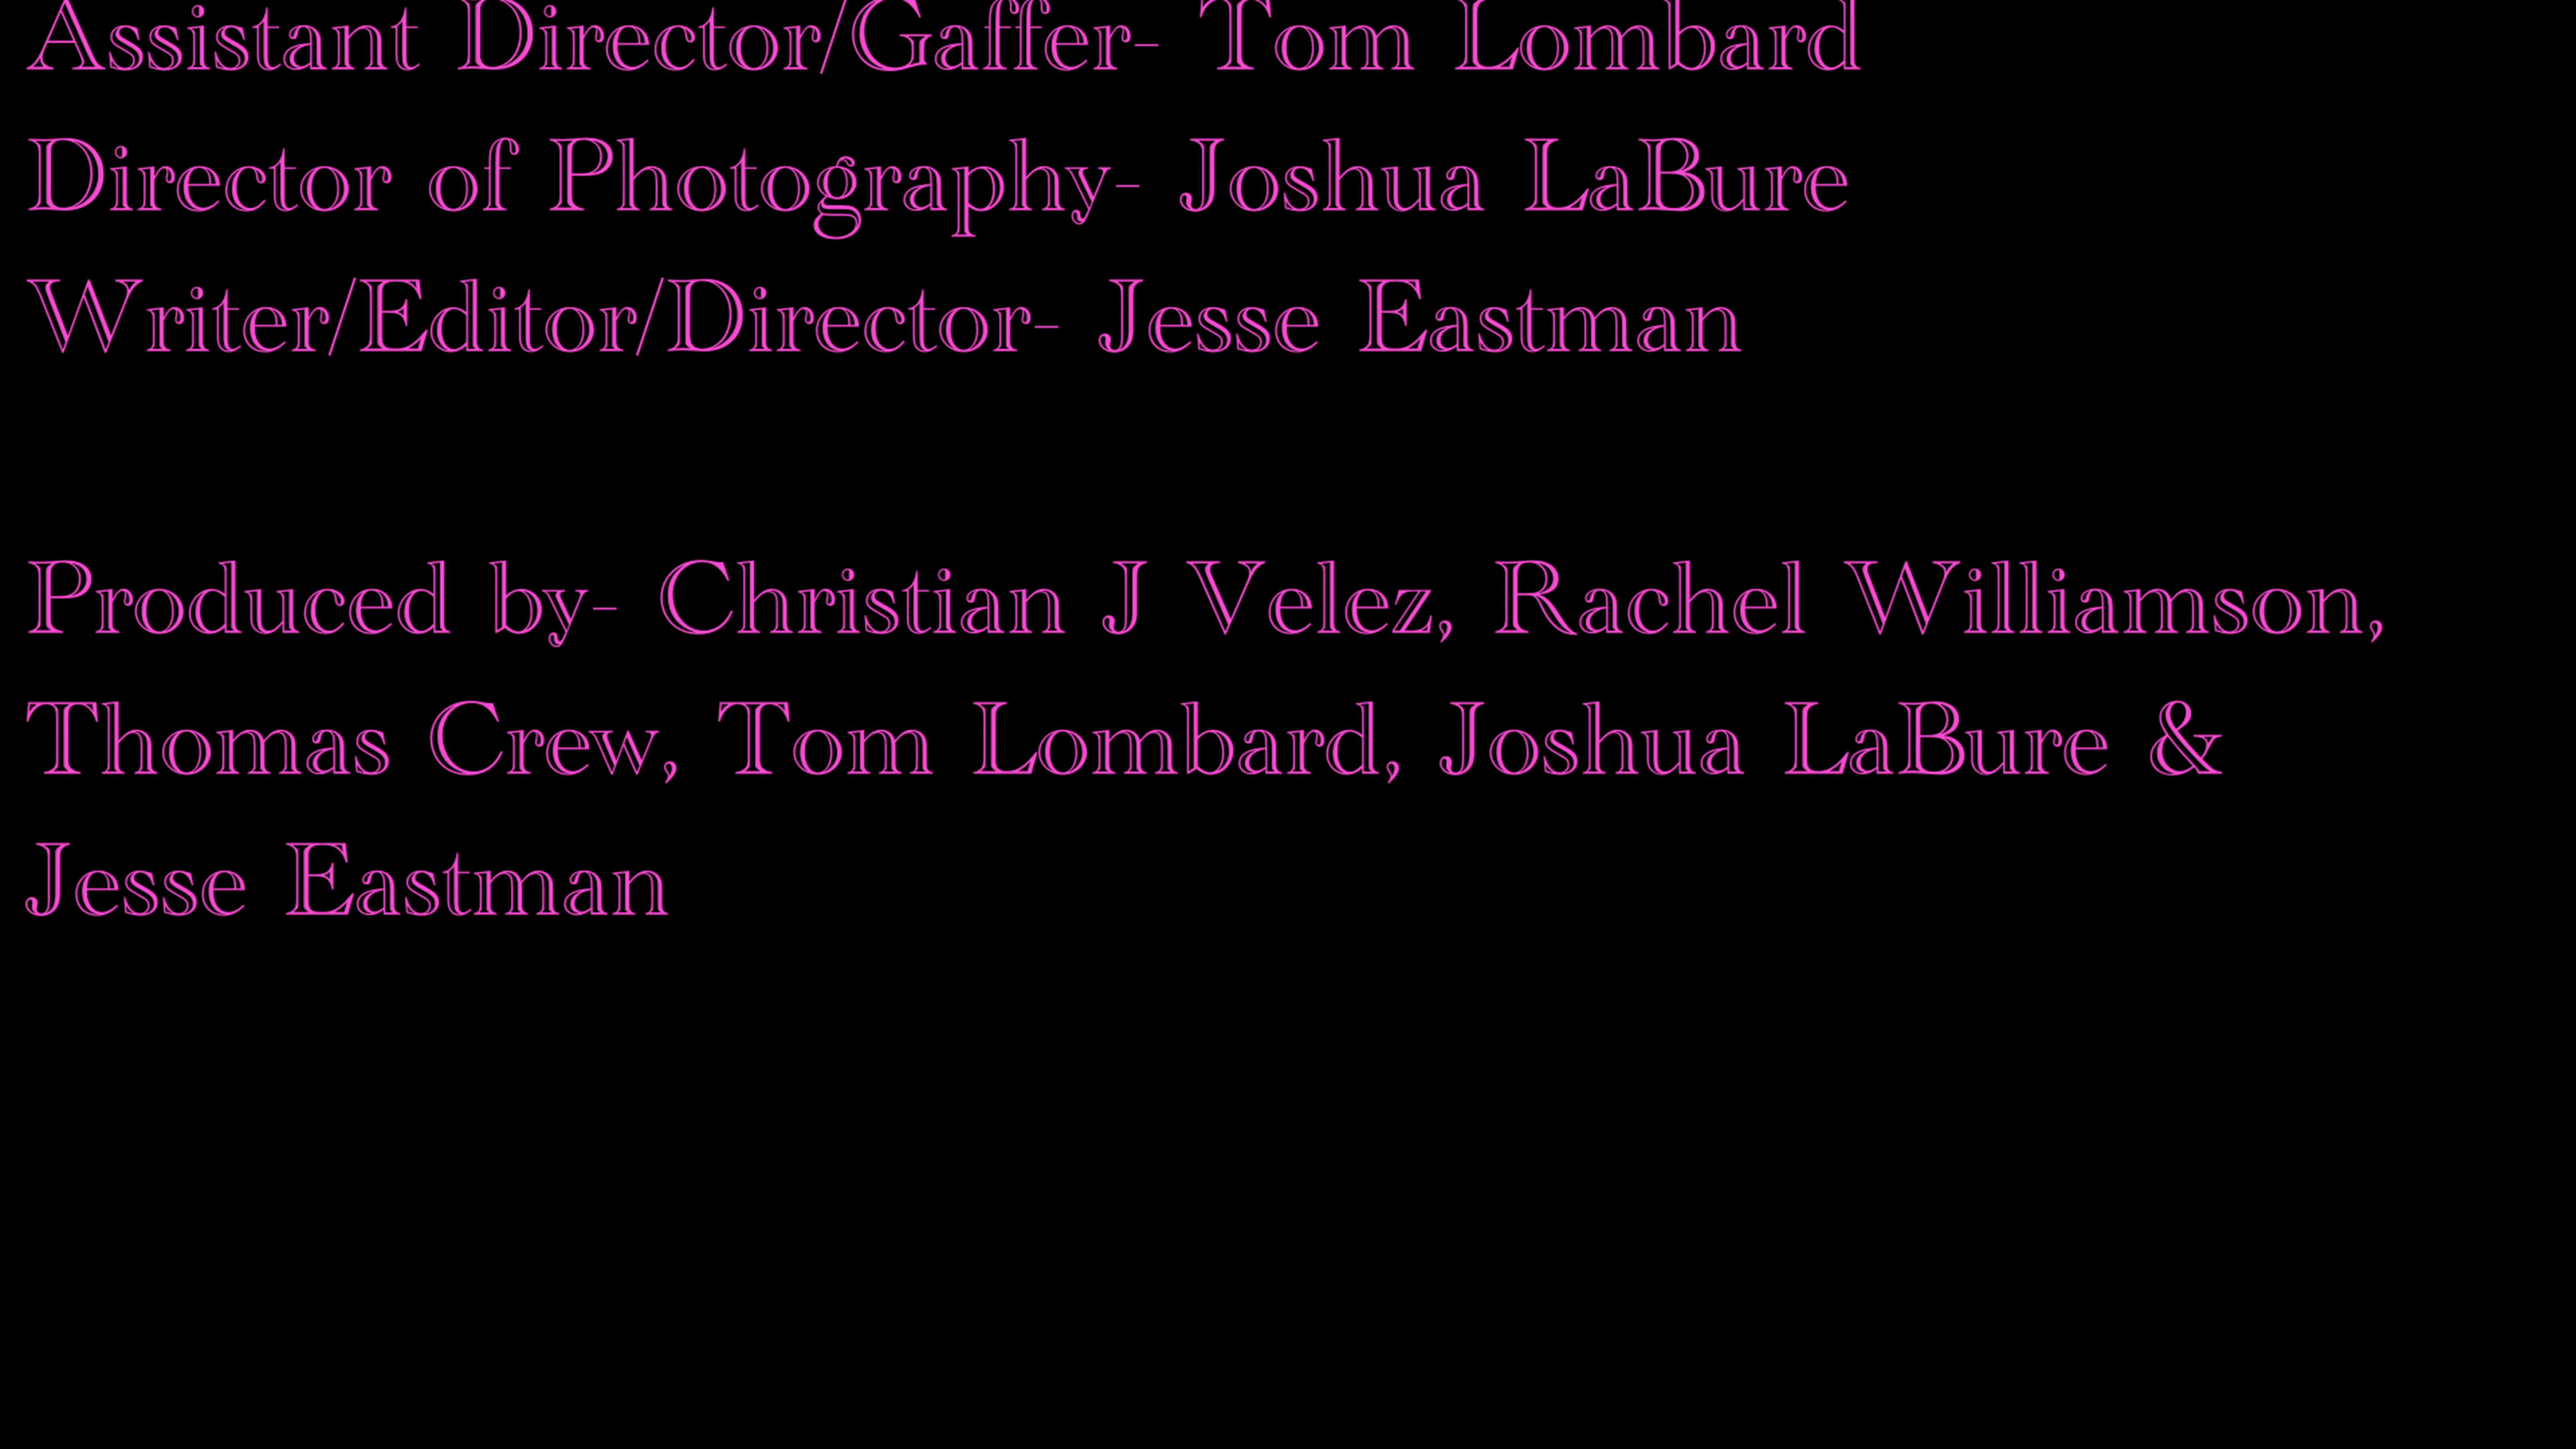 Assistant Director/Gaffer- Tom Lombard
Director of Photography- Joshua LaBure
Writer/Editor/Director- Jesse Eastman
Produced by- Christian J Velez, Rachel Williamson,
Thomas Crew, Tom Lombard, Joshua LaBure &
Jesse Eastman